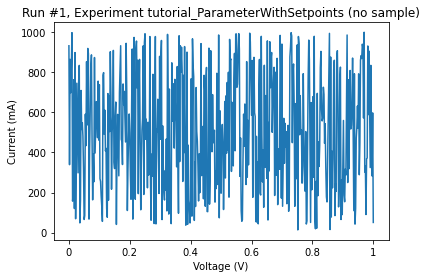 Run #1, Experiment tutorial_ParameterWithSetpoints (no sample)
1000
800
600
400
200
0
Current (mA)
0 0.2 0.4 0.6 0.8 1
Voltage (V)